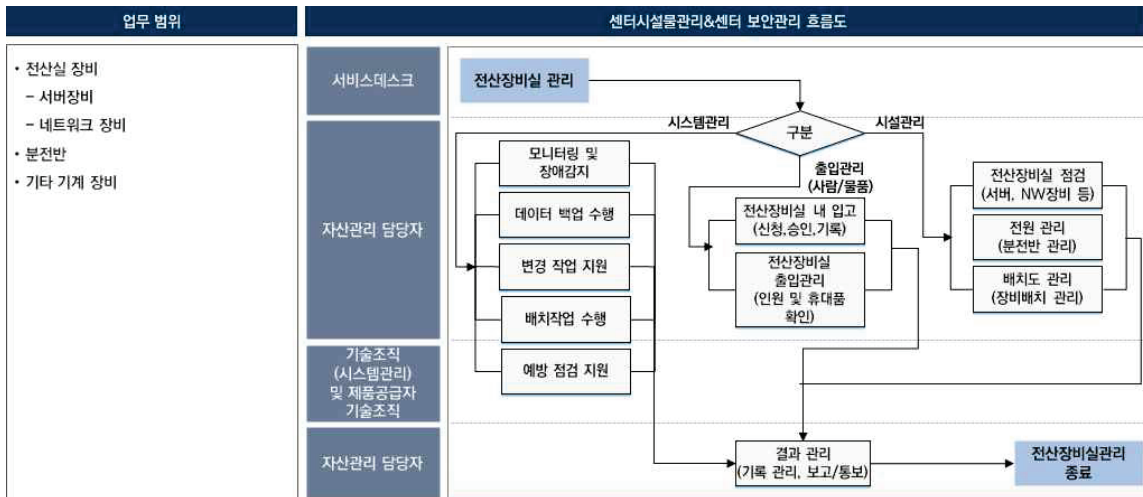 업무 범위
센터시설물관리&센터 보안관리 흐름도
• 전산실 장비
– 서버장비
– 네트워크 장비
• 분전반
• 기타 기계 장비
서비스데스크
전산장비실 관리
자산관리 담당자
시스템관리
구분
시설관리
출입관리
(사람/물품)
모니터링 및
장애감지
데이터 백업 수행
변경 작업 지원
배치작업 수행
예방 점검 지원
전산장비실 내 입고
(신청,승인,기록)
전산장비실
출입관리
(인원 및 휴대품
확인)
전산장비실 점검
(서버, NW장비 등)
전원 관리
(분전반 관리)
배치도 관리
(장비배치 관리)
기술조직
(시스템관리)
및 제품공급자
기술조직
자산관리 담당자
결과 관리
(기록 관리, 보고/통보)
전산장비실관리
종료